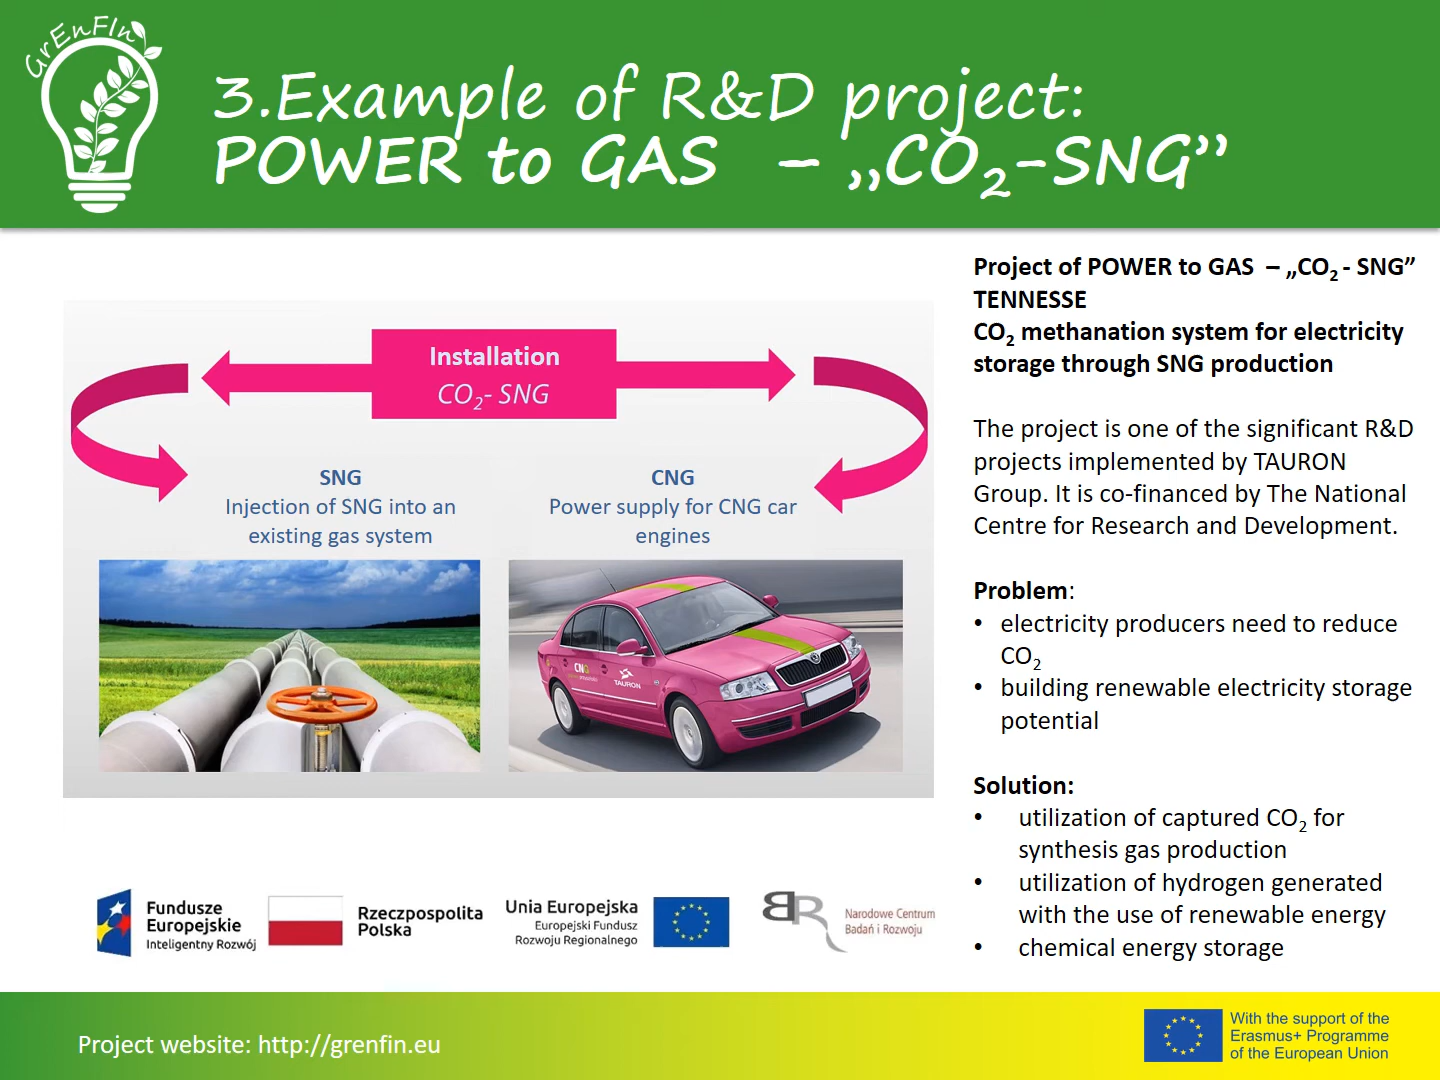 GrEnFIn
3.Example of R&D project:
POWER to GAS – „CO₂-SNG”
Installation
CO₂- SNG
SNG
Injection of SNG into an
existing gas system
CNG
Power supply for CNG car
engines
CNG
TAURON
Project of POWER to GAS – „CO₂ - SNG”
TENNESSE
CO₂ methanation system for electricity
storage through SNG production
The project is one of the significant R&D
projects implemented by TAURON
Group. It is co-financed by The National
Centre for Research and Development.
Problem:
• electricity producers need to reduce
CO₂
• building renewable electricity storage
potential
Solution:
• utilization of captured CO₂ for
synthesis gas production
• utilization of hydrogen generated
with the use of renewable energy
• chemical energy storage
Fundusze
Europejskie
Inteligentny Rozwój
Rzeczpospolita
Polska
Unia Europejska
Europejski Fundusz
Rozwoju Regionalnego
Narodowe Centrum
Badań i Rozwoju
Project website: http://grenfin.eu
With the support of the
Erasmus+ Programme
of the European Union